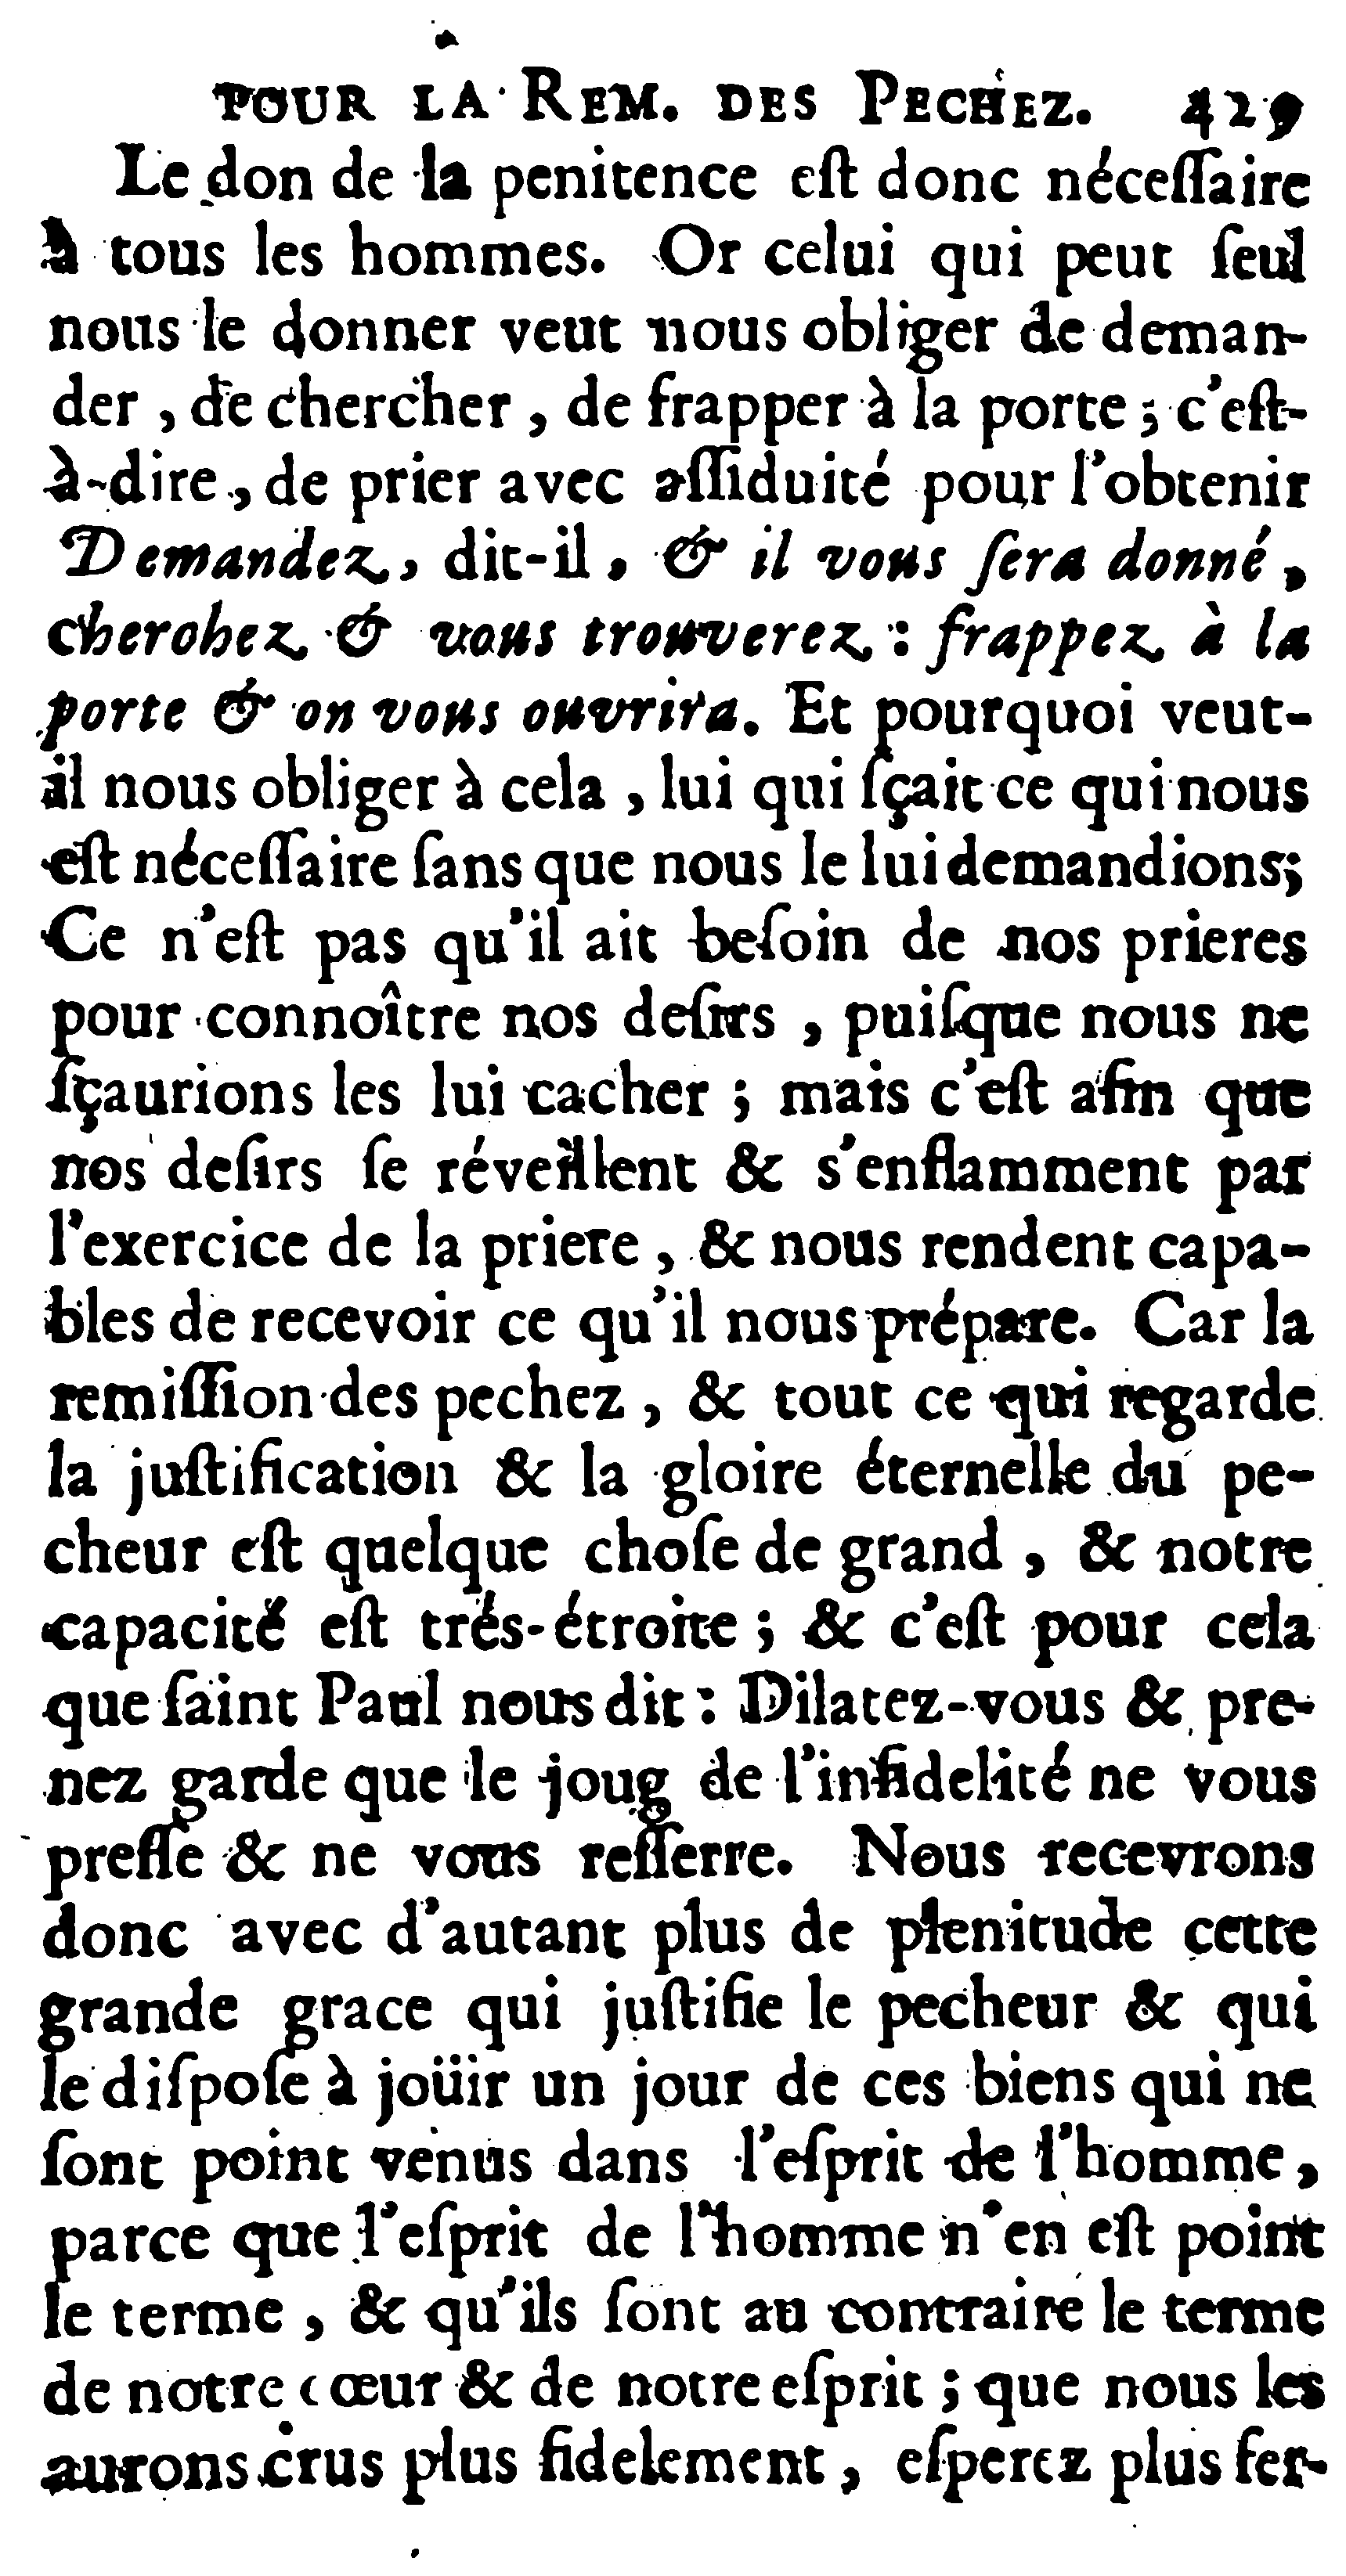 POUR LA REM. DES PECHEZ. 429
Le don de la penitence eſt donc néceſſaire
à tous les hommes. Or celui qui peut ſeul
nous le donner veut nous obliger de deman-
der , de chercher , de frapper à la porte ; c'eſt-
à-dire, de prier avec aſſiduité pour l'obtenir
Demandez, dit-il, & il vous ſera donné,
cherchez & vous trouverez : frappez à la
porte & on vous ouvrira. Et pourquoi veut-
il nous obliger à cela , lui qui ſçait ce qui nous
eſt néceſſaire ſans que nous le lui demandions;
Ce n'eſt pas qu'il ait beſoin de nos prieres
pour connoître nos deſirs , puiſque nous ne
ſçaurions les lui cacher ; mais c'eſt afin que
nos deſirs ſe réveillent & s'enflamment par
l'exercice de la priere , & nous rendent capa-
bles de recevoir ce qu'il nous prépare. Car la
remiſſion des pechez , & tout ce qui regarde
la juſtification & la gloire éternelle du pe-
cheur eſt quelque choſe de grand , & notre
capacité eſt trés-étroite ; & c'eſt pour cela
que ſaint Paul nous dit : Dilatez-vous & pre-
nez garde que le joug de l'infidelité ne vous
preſſe & ne vous reſſerre. Nous recevrons
donc avec d'autant plus de plenitude cette
grande grace qui juſtifie le pecheur & qui
le diſpoſe à joüir un jour de ces biens qui ne
ſont point venus dans l'eſprit de l'homme,
parce que l'eſprit de l'homme n'en eſt point
le terme , & qu'ils ſont au contraire le terme
de notre cœur & de notre eſprit ; que nous les
aurons crus plus fidelement , eſperez plus fer-